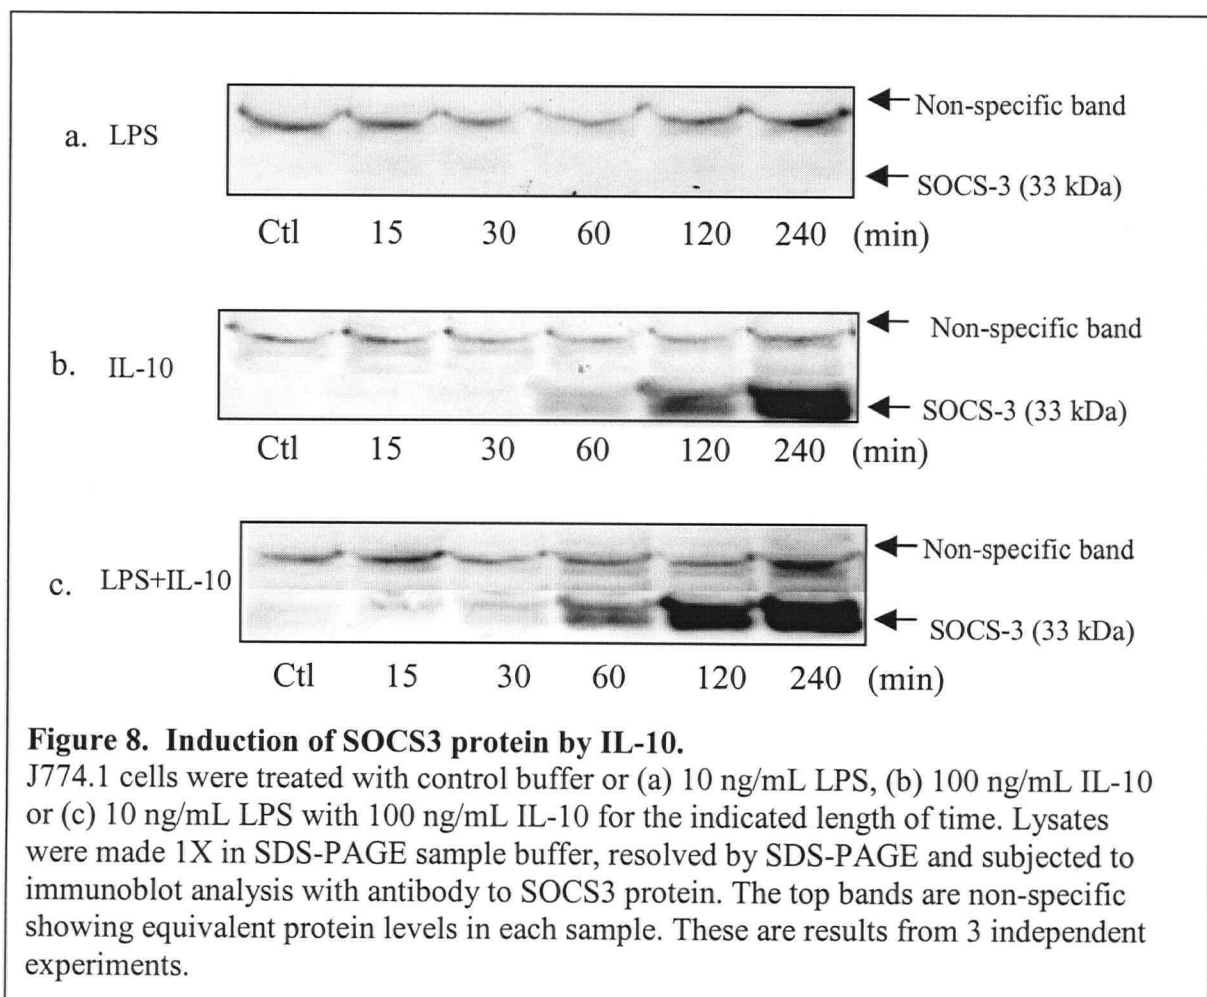 Non-specific band
a. LPS
SOCS-3 (33 kDa)
Ctl 15 30 60 120 240 (min)
Non-specific band
b. IL-10
SOCS-3 (33 kDa)
Ctl 15 30 60 120 240 (min)
Non-specific band
c. LPS+IL-10
SOCS-3 (33 kDa)
Ctl 15 30 60 120 240 (min)
Figure 8. Induction of SOCS3 protein by IL-10.
J774.1 cells were treated with control buffer or (a) 10 ng/mL LPS, (b) 100 ng/mL IL-10
or (c) 10 ng/mL LPS with 100 ng/mL IL-10 for the indicated length of time. Lysates
were made 1X in SDS-PAGE sample buffer, resolved by SDS-PAGE and subjected to
immunoblot analysis with antibody to SOCS3 protein. The top bands are non-specific
showing equivalent protein levels in each sample. These are results from 3 independent
experiments.